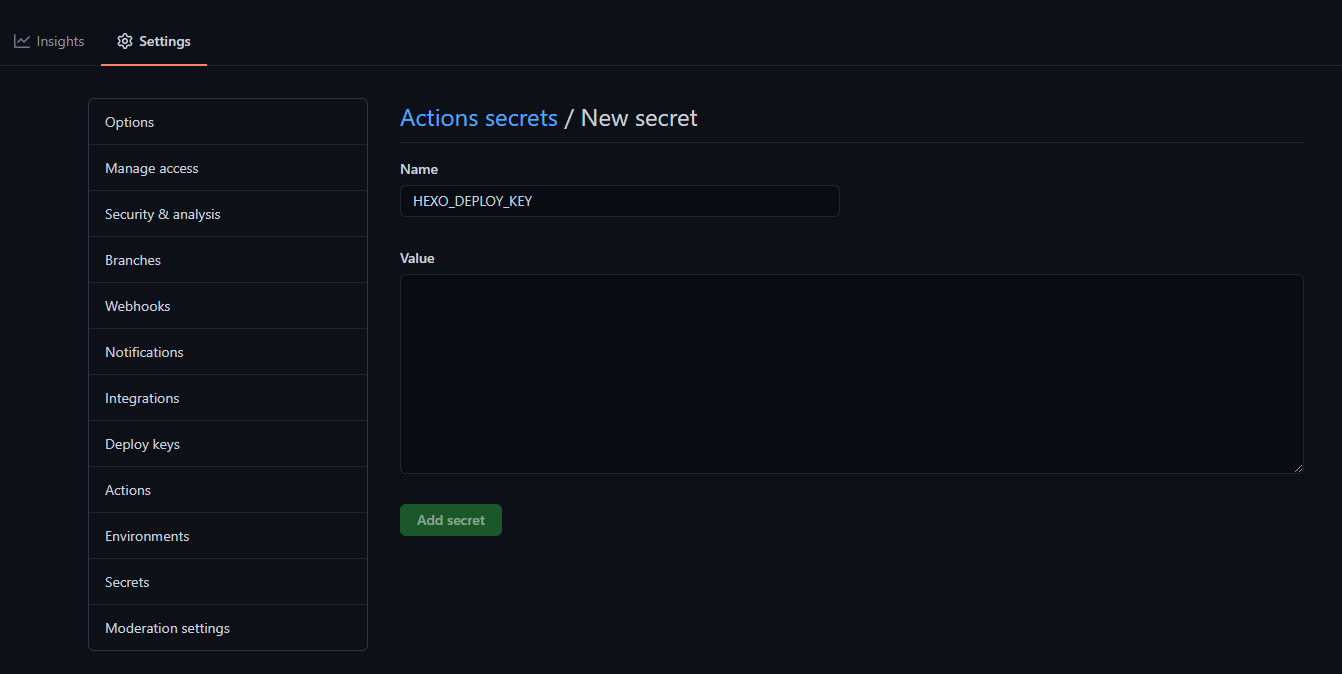 Insights
Settings
Options
Manage access
Security & analysis
Branches
Webhooks
Notifications
Integrations
Deploy keys
Actions
Environments
Secrets
Moderation settings
Actions secrets / New secret
Name
HEXO_DEPLOY_KEY
Value
Add secret